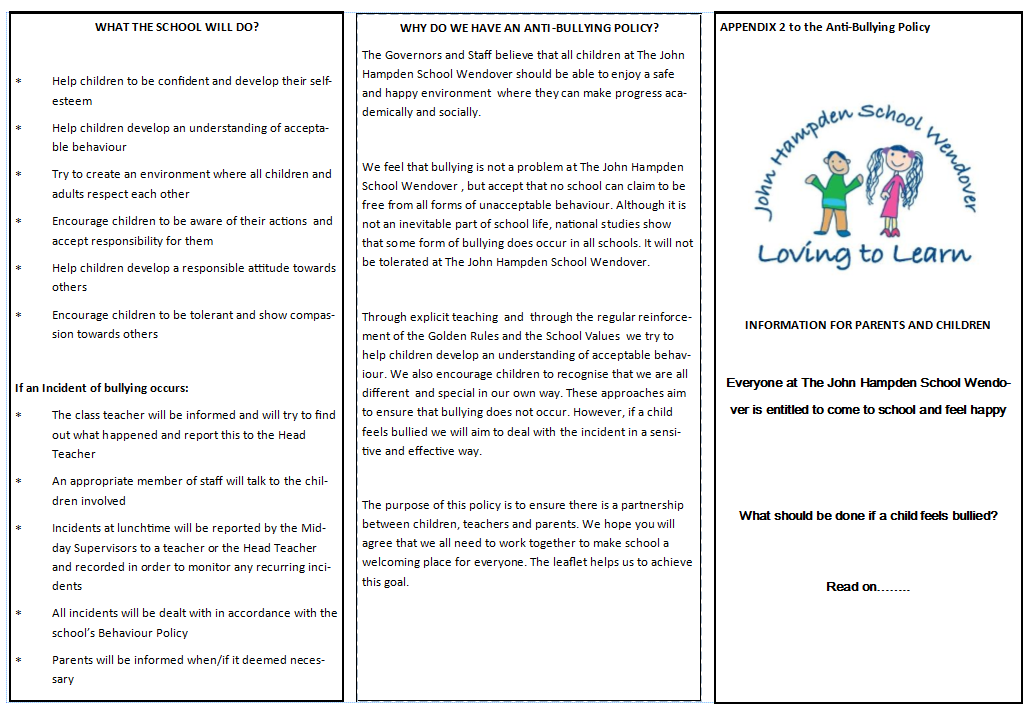 WHAT THE SCHOOL WILL DO?
* Help children to be confident and develop their self-
esteem
* Help children develop an understanding of accepta-
ble behaviour
* Try to create an environment where all children and
adults respect each other
* Encourage children to be aware of their actions and
accept responsibility for them
* Help children develop a responsible attitude towards
others
* Encourage children to be tolerant and show compas-
sion towards others
If an Incident of bullying occurs:
* The class teacher will be informed and will try to find
out what happened and report this to the Head
Teacher
* An appropriate member of staff will talk to the chil-
dren involved
* Incidents at lunchtime will be reported by the Mid-
day Supervisors to a teacher or the Head Teacher
and recorded in order to monitor any recurring inci-
dents
* All incidents will be dealt with in accordance with the
school's Behaviour Policy
* Parents will be informed when/if it deemed neces-
sary
WHY DO WE HAVE AN ANTI-BULLYING POLICY?
The Governors and Staff believe that all children at The John
Hampden School Wendover should be able to enjoy a safe
and happy environment where they can make progress aca-
demically and socially.
We feel that bullying is not a problem at The John Hampden
School Wendover , but accept that no school can claim to be
free from all forms of unacceptable behaviour. Although it is
not an inevitable part of school life, national studies show
that some form of bullying does occur in all schools. It will not
be tolerated at The John Hampden School Wendover.
Through explicit teaching and through the regular reinforce-
ment of the Golden Rules and the School Values we try to
help children develop an understanding of acceptable behav-
iour. We also encourage children to recognise that we are all
different and special in our own way. These approaches aim
to ensure that bullying does not occur. However, if a child
feels bullied we will aim to deal with the incident in a sensi-
tive and effective way.
The purpose of this policy is to ensure there is a partnership
between children, teachers and parents. We hope you will
agree that we all need to work together to make school a
welcoming place for everyone. The leaflet helps us to achieve
this goal.
APPENDIX 2 to the Anti-Bullying Policy
John Hampden School Wendover
Loving to Learn
INFORMATION FOR PARENTS AND CHILDREN
Everyone at The John Hampden School Wendo-
ver is entitled to come to school and feel happy
What should be done if a child feels bullied?
Read on........